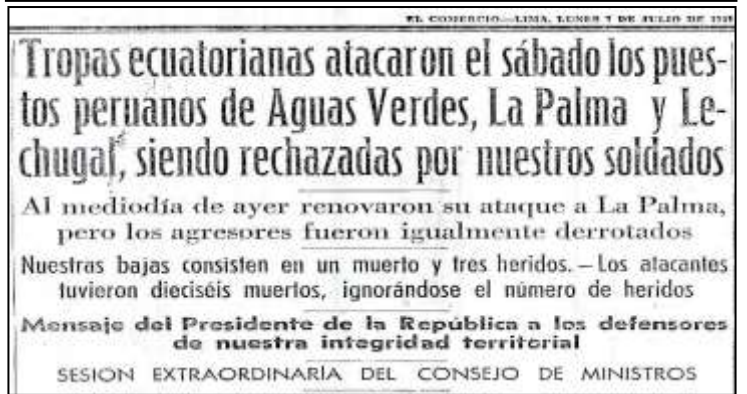 EL COMERCIO—LIMA, LUNES 7 DE JULIO DE
Tropas ecuatorianas atacaron el sábado los pues-
tos peruanos de Aguas Verdes, La Palma y Le-
chugal, siendo rechazadas por nuestros soldados
Al mediodía de ayer renovaron su ataque a La Palma,
pero los agresores fueron igualmente derrotados
Nuestras bajas consisten en un muerto y tres heridos.—Los atacantes
tuvieron dieciséis muertos, ignorándose el número de heridos
Mensaje del Presidente de la República a los defensores
de nuestra integridad territorial
SESION EXTRAORDINARIA DEL CONSEJO DE MINISTROS